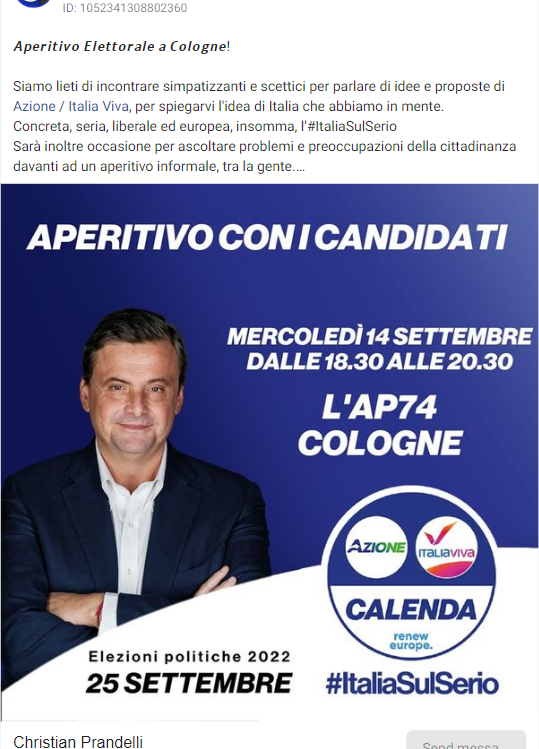 ID: 1052341308802360
Aperitivo Elettorale a Cologne!
Siamo lieti di incontrare simpatizzanti e scettici per parlare di idee e proposte di
Azione / Italia Viva, per spiegarvi l'idea di Italia che abbiamo in mente.
Concreta, seria, liberale ed europea, insomma, l'#ItaliaSulSerio
Sarà inoltre occasione per ascoltare problemi e preoccupazioni della cittadinanza
davanti ad un aperitivo informale, tra la gente....
APERITIVO CON I CANDIDATI
MERCOLEDÌ 14 SETTEMBRE
DALLE 18.30 ALLE 20.30
L'AP74
COLOGNE
AZIONE
ITALIAVIVA
CALENDA
renew
europe.
Elezioni politiche 2022
25 SETTEMBRE
#ItaliaSulSerio
Christian Prandelli
Send messa...